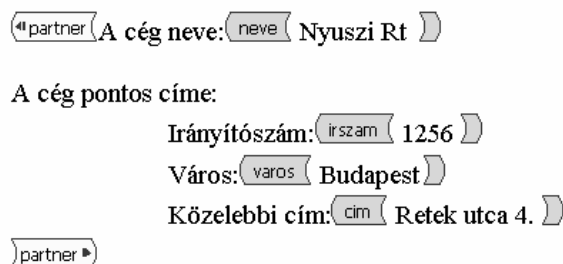 partner A cég neve: neve Nyuszi Rt
A cég pontos címe:
Irányítószám: irszam 1256
Város: varos Budapest
Közelebbi cím: cim Retek utca 4.
partner